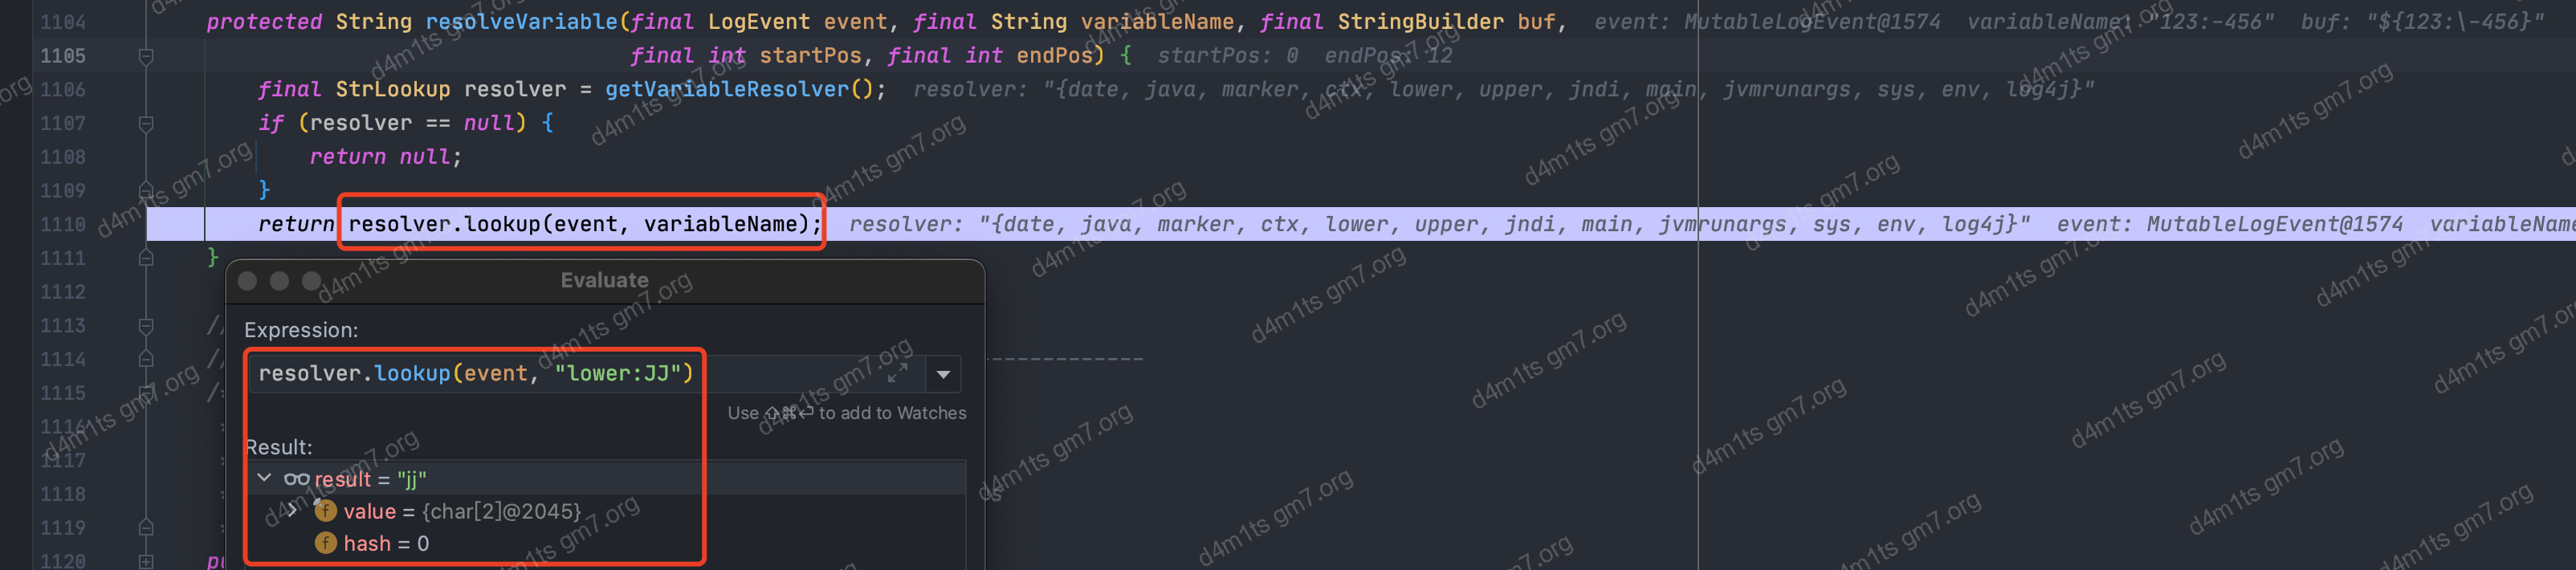 1104 protected String resolveVariable(final LogEvent event, final String variableName, final StringBuilder buf, event: MutableLogEvent@1574 variableName: "123:-456" buf: "${123:\-456}"
1105 final int startPos, final int endPos) { startPos: 0 endPos: 12
1106 final StrLookup resolver = getVariableResolver(); resolver: "{date, java, marker, ctx, lower, upper, jndi, main, jvmrunargs, sys, env, log4j}"
1107 if (resolver == null) {
1108 return null;
1109 }
1110 return resolver.lookup(event, variableName); resolver: "{date, java, marker, ctx, lower, upper, jndi, main, jvmrunargs, sys, env, log4j}" event: MutableLogEvent@1574 variableName
1111 }
1112
1113 //
1114 // --------------
1115 /*
1116 *
1117 *
1118 * s
1119 *
1120 pu
Evaluate
Expression:
resolver.lookup(event, "lower:JJ")
Use ⇧⌘⏎ to add to Watches
Result:
result = "jj"
value = {char[2]@2045}
hash = 0
d4m1ts gm7.org